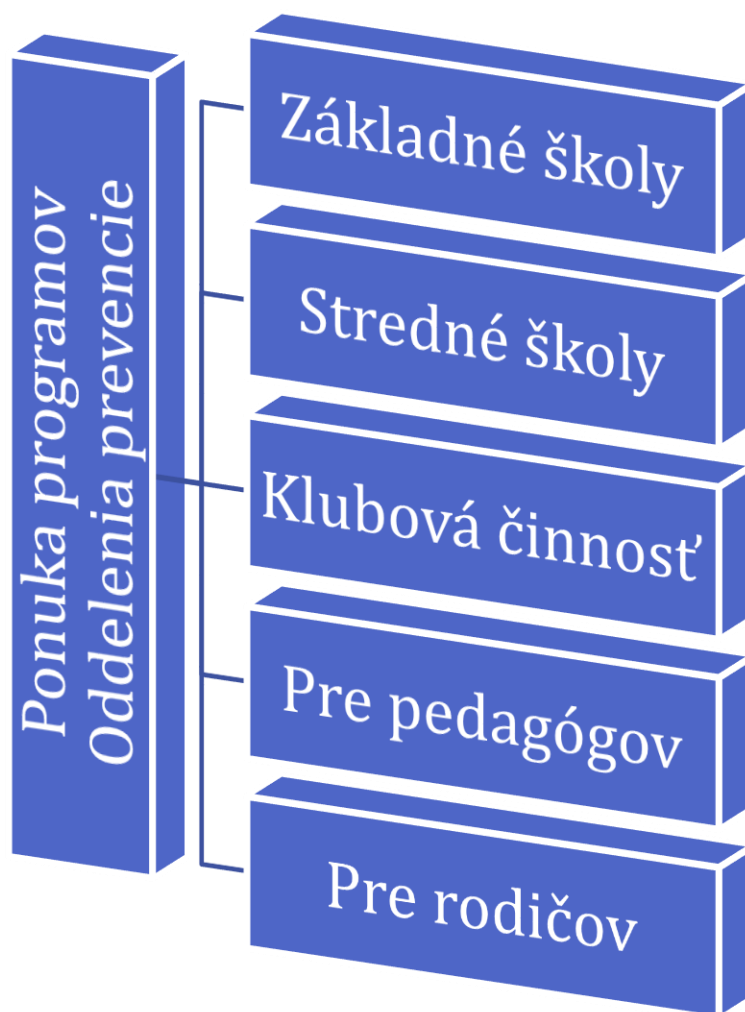 Ponuka programov
Oddelenia prevencie
Základné školy
Stredné školy
Klubová činnosť
Pre pedagógov
Pre rodičov